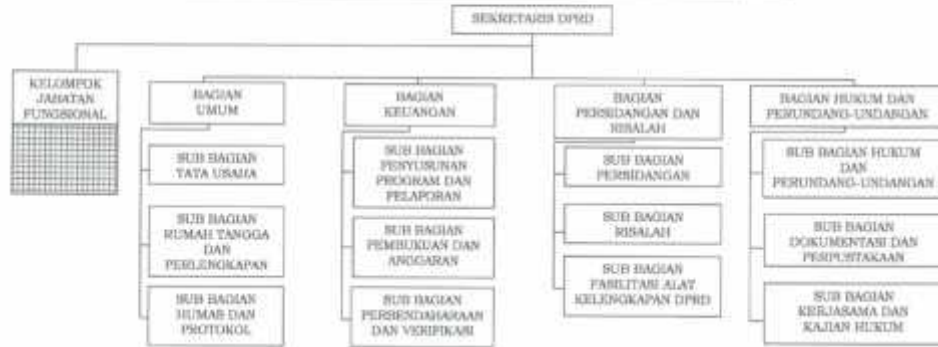 SEKRETARIS DPRD
KELOMPOK
JABATAN
FUNGSIONAL
BAGIAN
UMUM
SUB BAGIAN
TATA USAHA
SUB BAGIAN
RUMAH TANGGA
DAN
PERLENGKAPAN
SUB BAGIAN
HUMAS DAN
PROTOKOL
BAGIAN
KEUANGAN
SUB BAGIAN
PENYUSUNAN
PROGRAM DAN
PELAPORAN
SUB BAGIAN
PEMBUKUAN DAN
ANGGARAN
SUB BAGIAN
PERBENDAHARAAN
DAN VERIFIKASI
BAGIAN
PERSIDANGAN DAN
RISALAH
SUB BAGIAN
PERSIDANGAN
SUB BAGIAN
RISALAH
SUB BAGIAN
FASILITASI ALAT
KELENGKAPAN DPRD
BAGIAN HUKUM DAN
PERUNDANG-UNDANGAN
SUB BAGIAN HUKUM
DAN
PERUNDANG-UNDANGAN
SUB BAGIAN
DOKUMENTASI DAN
PERPUSTAKAAN
SUB BAGIAN
KERJASAMA DAN
KAJIAN HUKUM